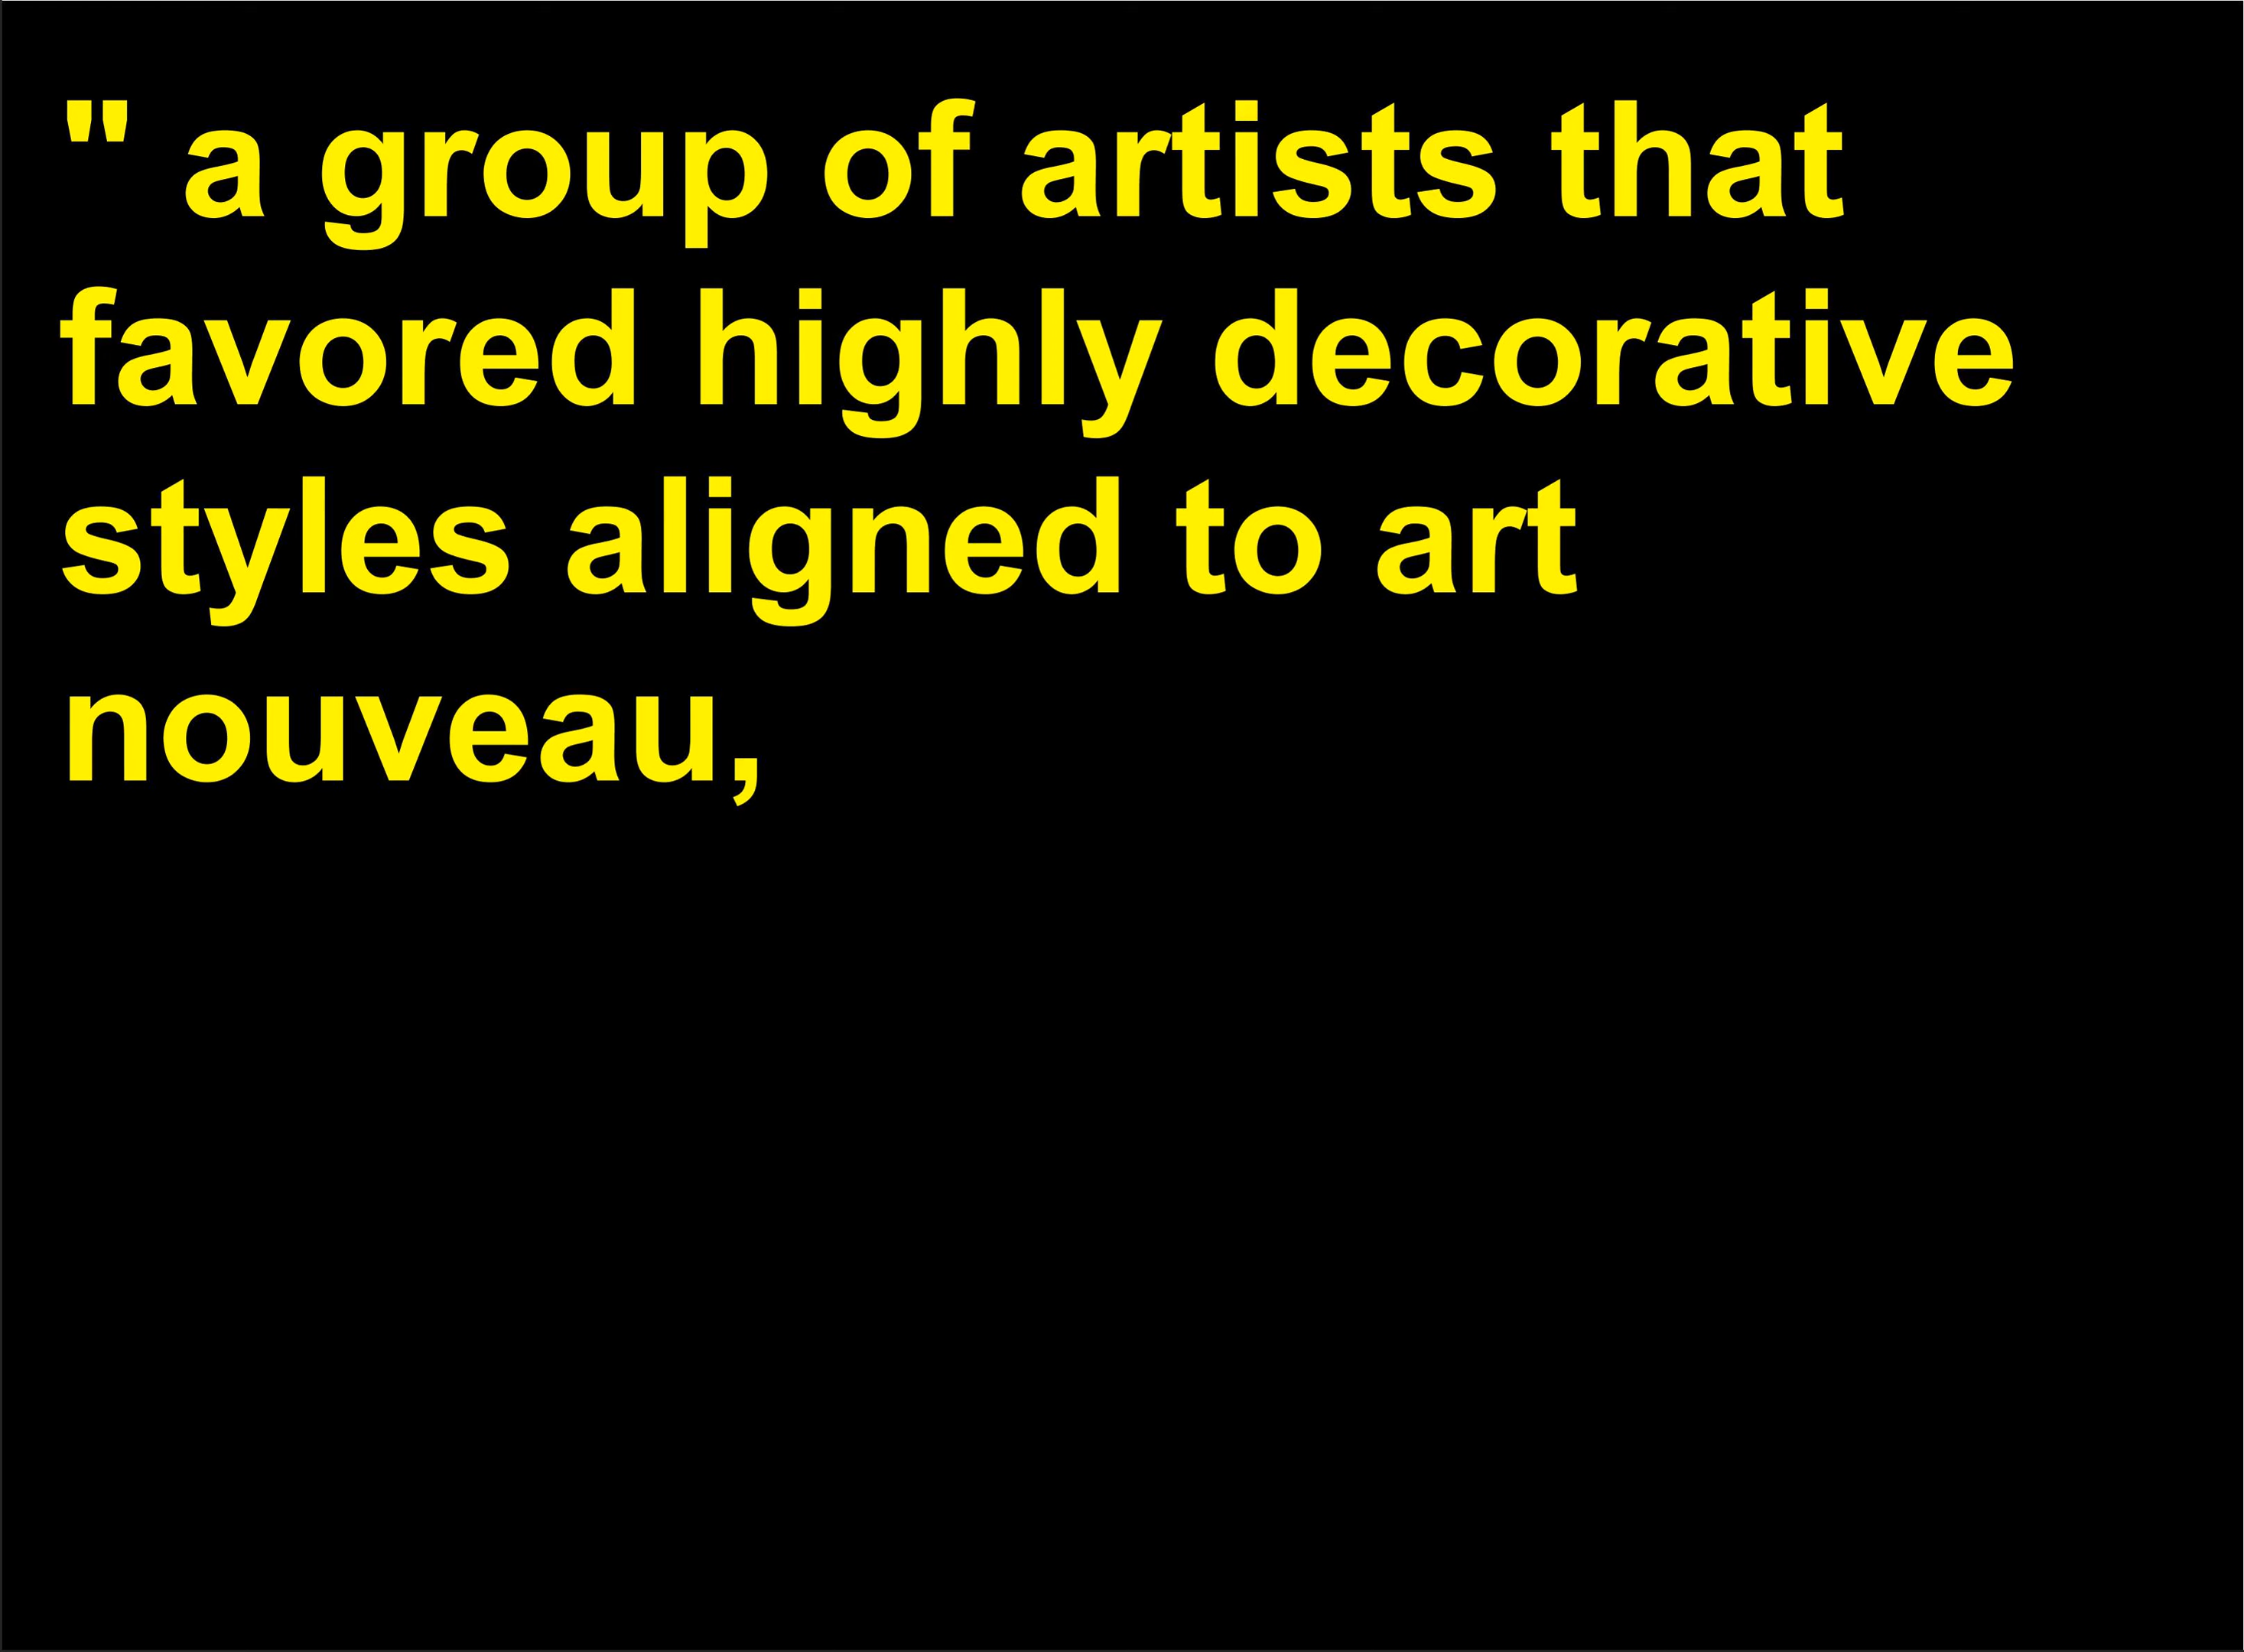 " a group of artists that
favored highly decorative
styles aligned to art
nouveau,